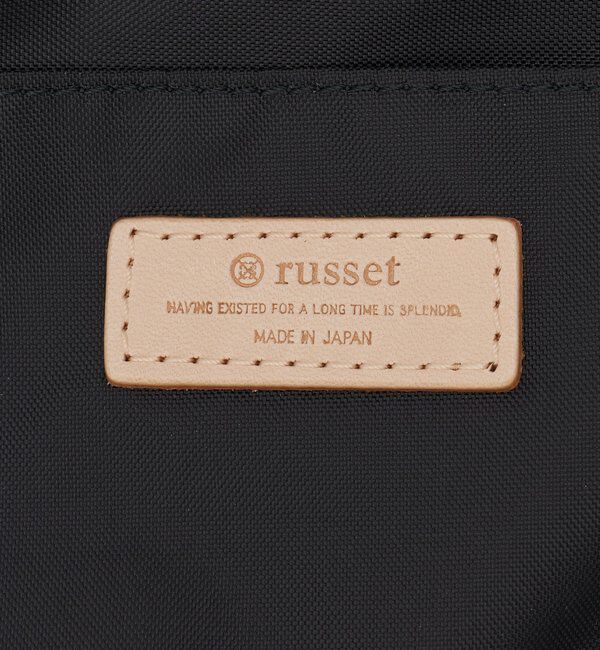 russet
HAVING EXISTED FOR A LONG TIME IS SPLENDID.
MADE IN JAPAN